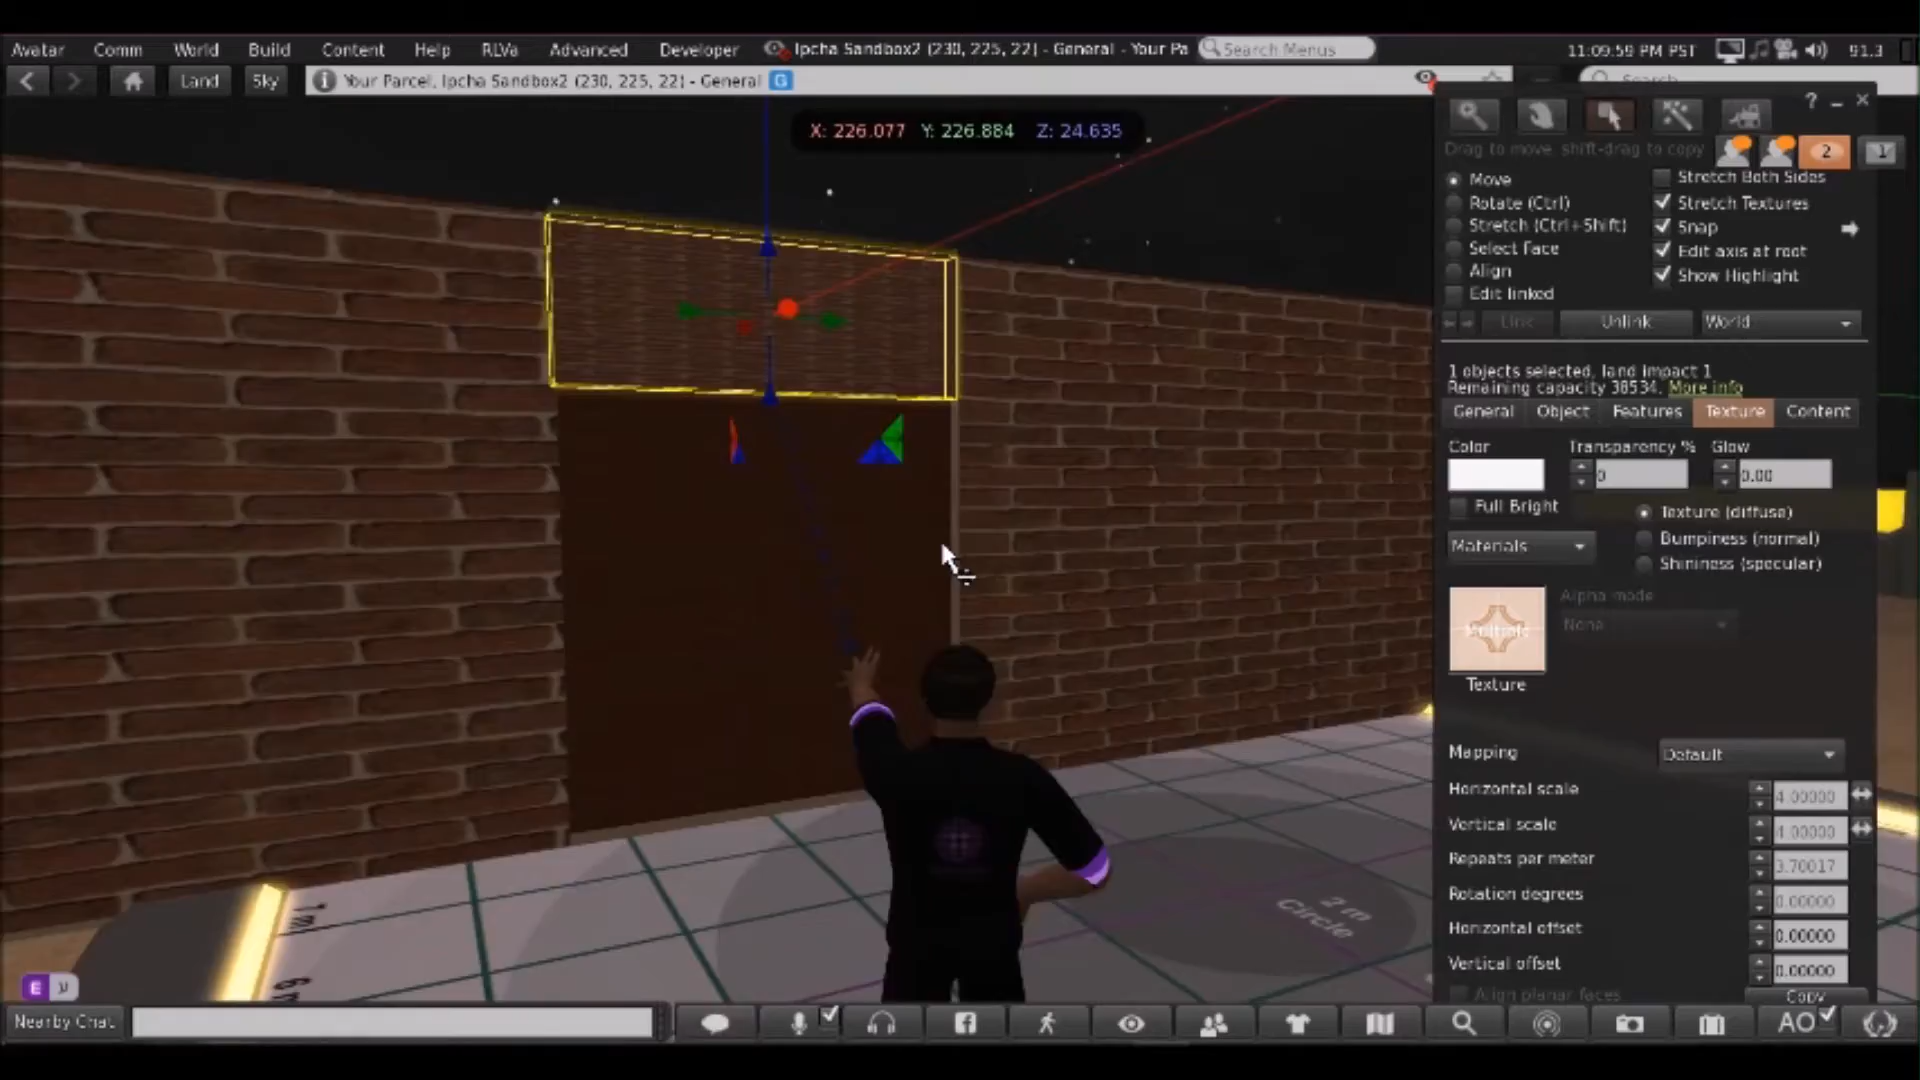 Avatar Comm World Build Content Help RLVa Advanced Developer Ipcha Sandbox2 (230, 225, 22) - General - Your Pa Search Menus 11:09:59 PM PST 91.3
Land Sky Your Parcel, Ipcha Sandbox2 (230, 225, 22) - General G Search
X: 226.077 Y: 226.884 Z: 24.635
Drag to move, shift-drag to copy
2 1
Move Stretch Both Sides
Rotate (Ctrl) Stretch Textures
Stretch (Ctrl+Shift) Snap
Select Face Edit axis at root
Align Show Highlight
Edit linked
Link Unlink World
1 objects selected, land impact 1
Remaining capacity 38534. More info
General Object Features Texture Content
Color Transparency % Glow
0 0.00
Full Bright Texture (diffuse)
Materials Bumpiness (normal)
Shininess (specular)
Alpha mode
Multiple None
Texture
Mapping Default
Horizontal scale 4.00000
Vertical scale 4.00000
Repeats per meter 3.70017
Rotation degrees 0.00000
Horizontal offset 0.00000
Vertical offset 0.00000
Align planar faces Copy
2 m
Circle
E
Nearby Chat AO